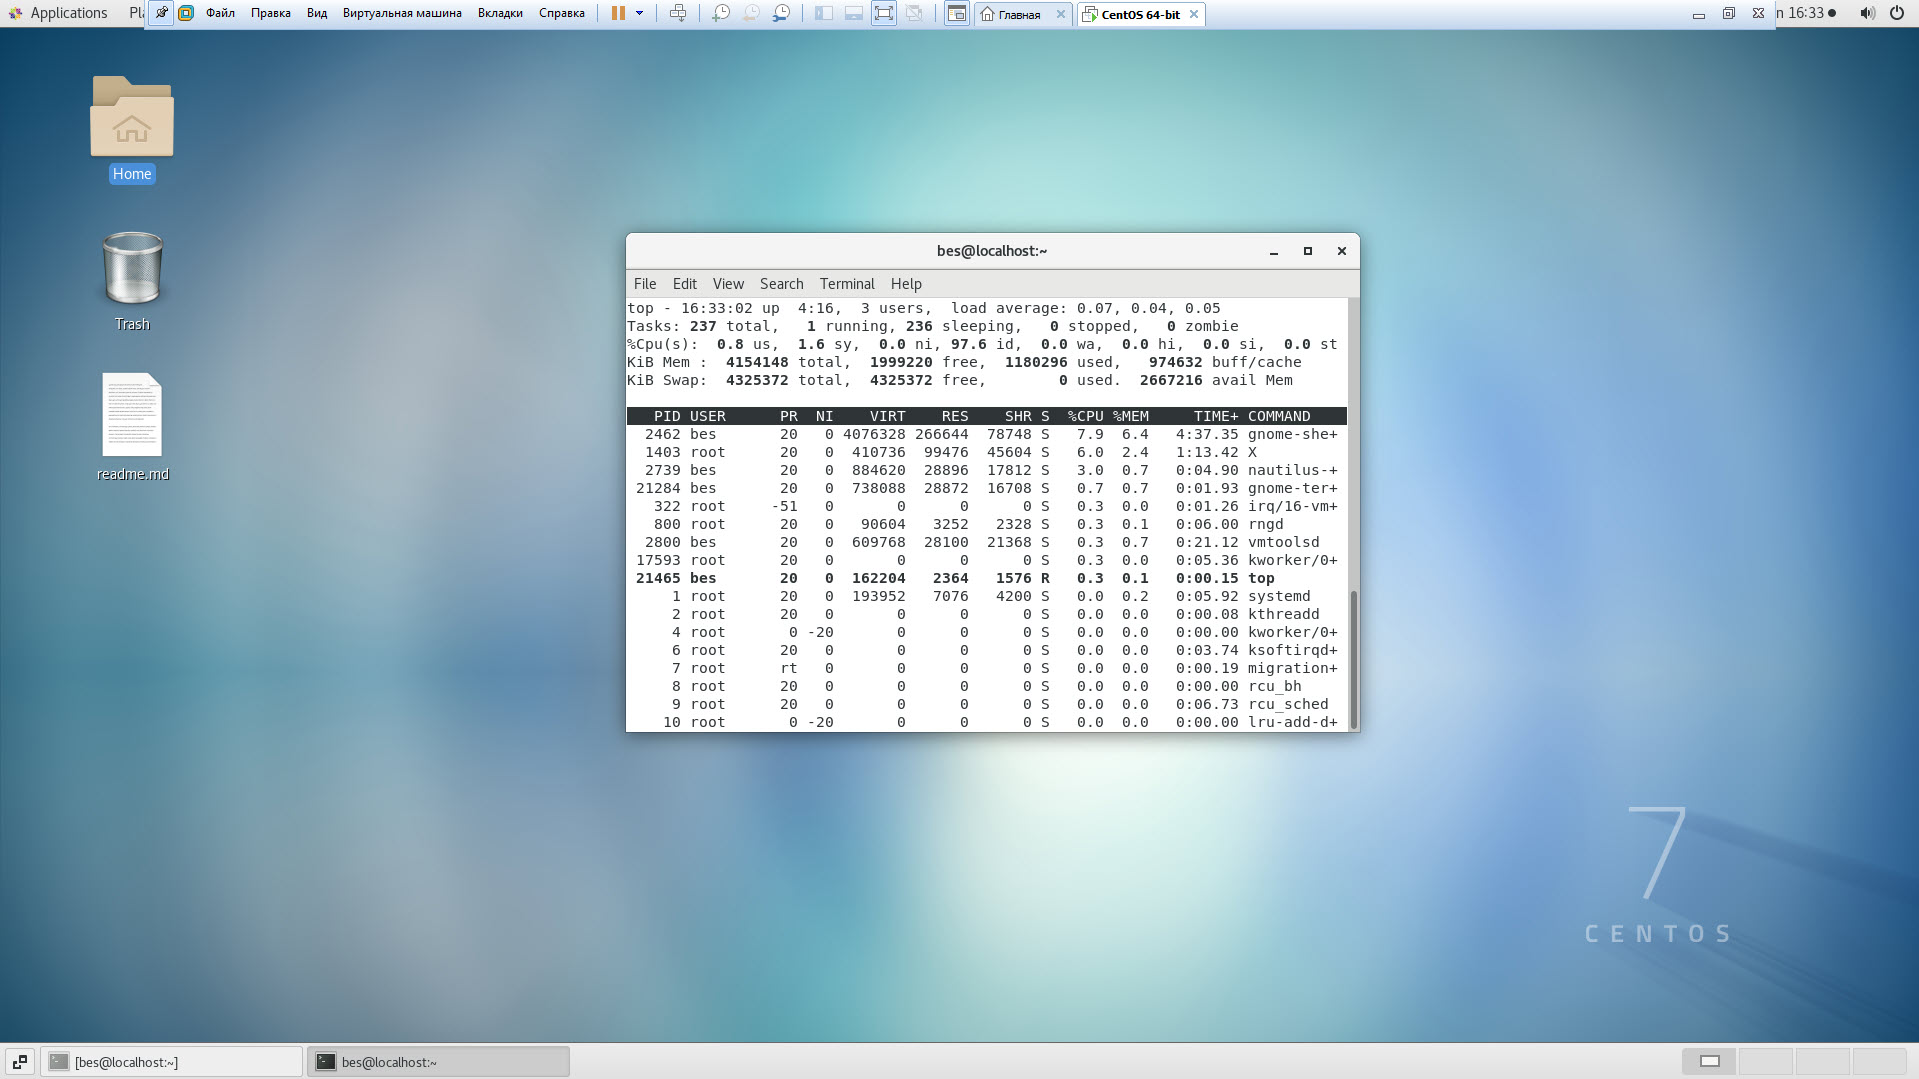 Applications Pl Файл Правка Вид Виртуальная машина Вкладки Справка Главная CentOS 64-bit n 16:33
Home
Trash
readme.md
bes@localhost:~
File Edit View Search Terminal Help
top - 16:33:02 up  4:16,  3 users,  load average: 0.07, 0.04, 0.05
Tasks: 237 total,   1 running, 236 sleeping,   0 stopped,   0 zombie
%Cpu(s):  0.8 us,  1.6 sy,  0.0 ni, 97.6 id,  0.0 wa,  0.0 hi,  0.0 si,  0.0 st
KiB Mem :  4154148 total,  1999220 free,  1180296 used,   974632 buff/cache
KiB Swap:  4325372 total,  4325372 free,        0 used.  2667216 avail Mem
PID USER      PR  NI    VIRT    RES    SHR S  %CPU %MEM     TIME+ COMMAND
2462 bes       20   0 4076328 266644  78748 S   7.9  6.4   4:37.35 gnome-she+
1403 root      20   0  410736  99476  45604 S   6.0  2.4   1:13.42 X
2739 bes       20   0  884620  28896  17812 S   3.0  0.7   0:04.90 nautilus-+
21284 bes       20   0  738088  28872  16708 S   0.7  0.7   0:01.93 gnome-ter+
322 root     -51   0       0      0      0 S   0.3  0.0   0:01.26 irq/16-vm+
800 root      20   0   90604   3252   2328 S   0.3  0.1   0:06.00 rngd
2800 bes       20   0  609768  28100  21368 S   0.3  0.7   0:21.12 vmtoolsd
17593 root      20   0       0      0      0 S   0.3  0.0   0:05.36 kworker/0+
21465 bes       20   0  162204   2364   1576 R   0.3  0.1   0:00.15 top
1 root      20   0  193952   7076   4200 S   0.0  0.2   0:05.92 systemd
2 root      20   0       0      0      0 S   0.0  0.0   0:00.08 kthreadd
4 root       0 -20       0      0      0 S   0.0  0.0   0:00.00 kworker/0+
6 root      20   0       0      0      0 S   0.0  0.0   0:03.74 ksoftirqd+
7 root      rt   0       0      0      0 S   0.0  0.0   0:00.19 migration+
8 root      20   0       0      0      0 S   0.0  0.0   0:00.00 rcu_bh
9 root      20   0       0      0      0 S   0.0  0.0   0:06.73 rcu_sched
10 root       0 -20       0      0      0 S   0.0  0.0   0:00.00 lru-add-d+
7
CENTOS
[bes@localhost:~] bes@localhost:~